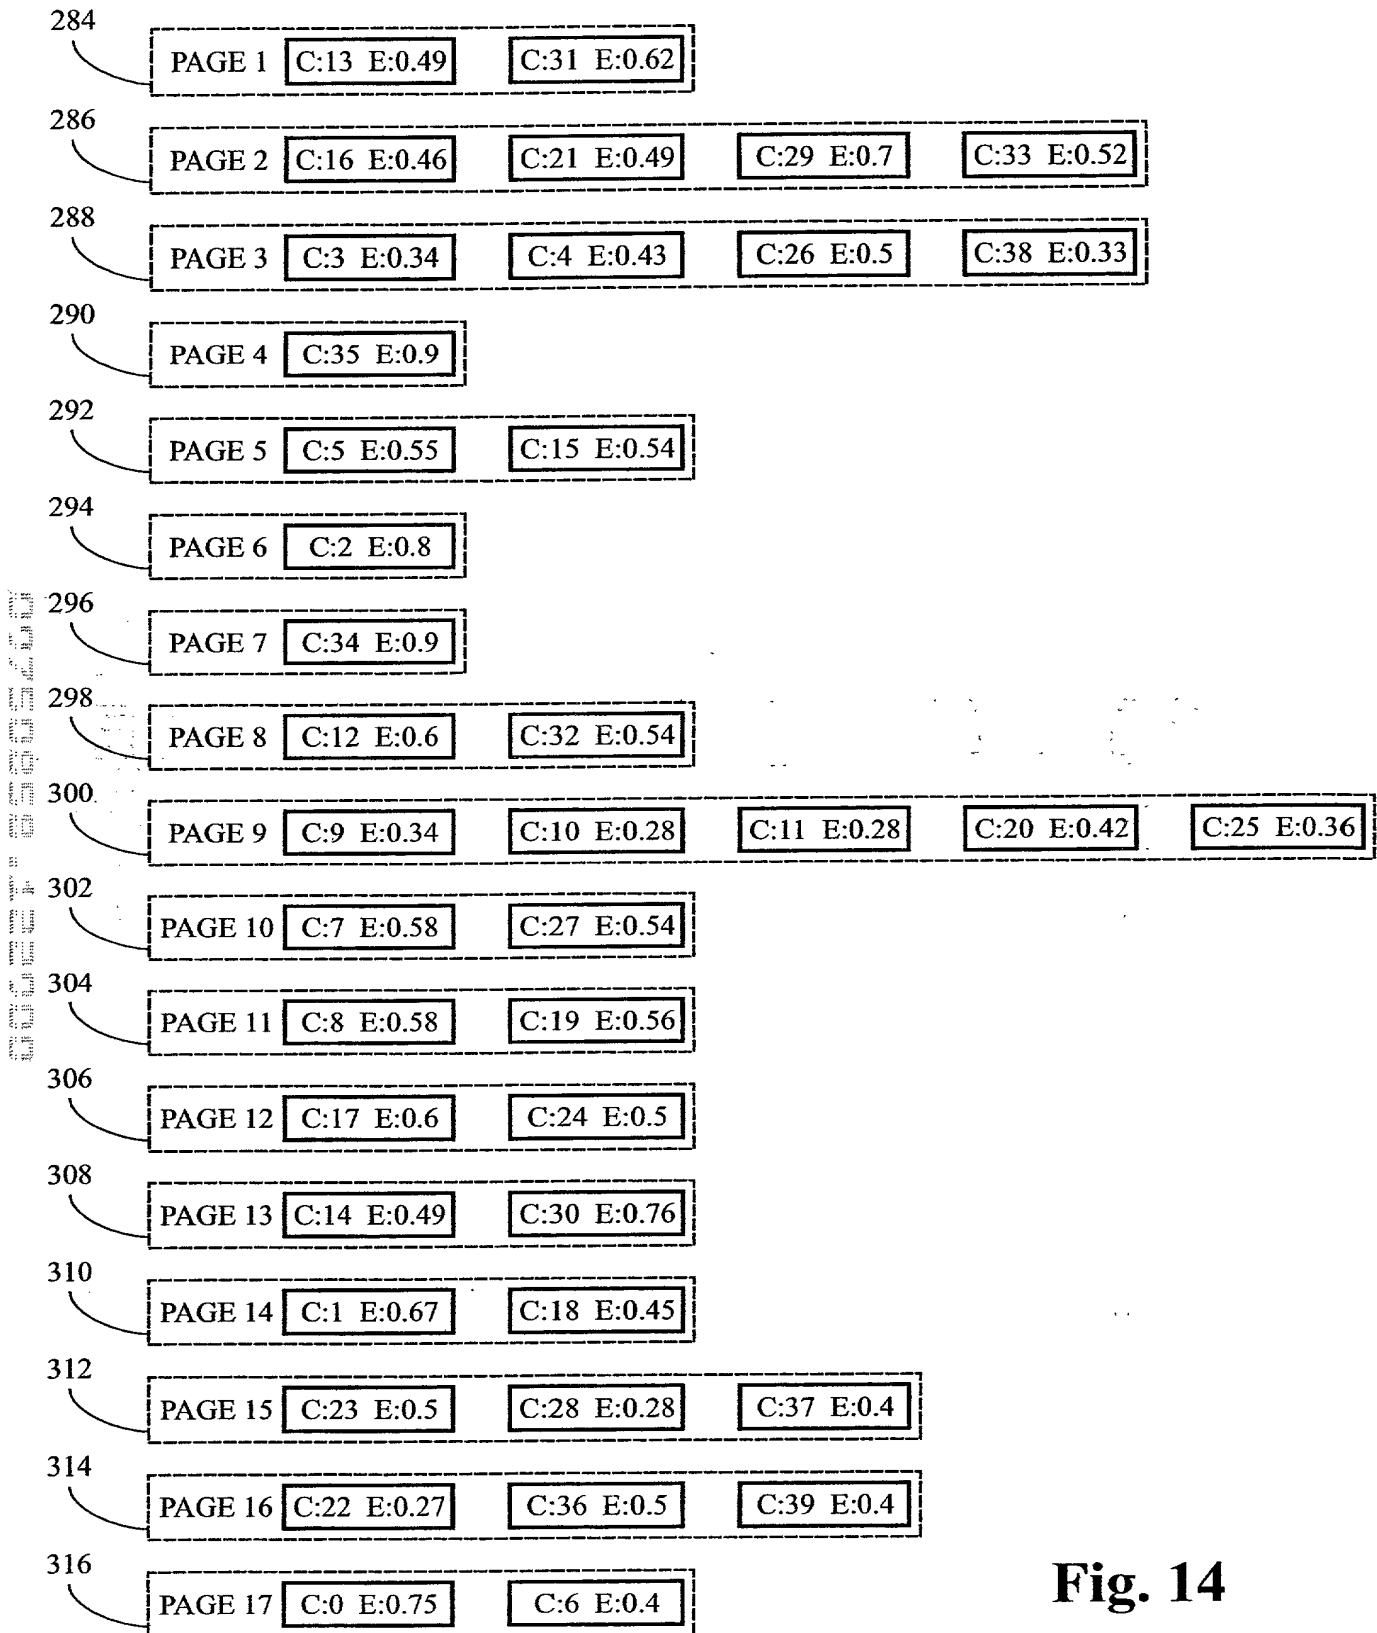 284
PAGE 1 C:13 E:0.49 C:31 E:0.62
286
PAGE 2 C:16 E:0.46 C:21 E:0.49 C:29 E:0.7 C:33 E:0.52
288
PAGE 3 C:3 E:0.34 C:4 E:0.43 C:26 E:0.5 C:38 E:0.33
290
PAGE 4 C:35 E:0.9
292
PAGE 5 C:5 E:0.55 C:15 E:0.54
294
PAGE 6 C:2 E:0.8
296
PAGE 7 C:34 E:0.9
298
PAGE 8 C:12 E:0.6 C:32 E:0.54
300
PAGE 9 C:9 E:0.34 C:10 E:0.28 C:11 E:0.28 C:20 E:0.42 C:25 E:0.36
302
PAGE 10 C:7 E:0.58 C:27 E:0.54
304
PAGE 11 C:8 E:0.58 C:19 E:0.56
306
PAGE 12 C:17 E:0.6 C:24 E:0.5
308
PAGE 13 C:14 E:0.49 C:30 E:0.76
310
PAGE 14 C:1 E:0.67 C:18 E:0.45
312
PAGE 15 C:23 E:0.5 C:28 E:0.28 C:37 E:0.4
314
PAGE 16 C:22 E:0.27 C:36 E:0.5 C:39 E:0.4
316
PAGE 17 C:0 E:0.75 C:6 E:0.4
Fig. 14